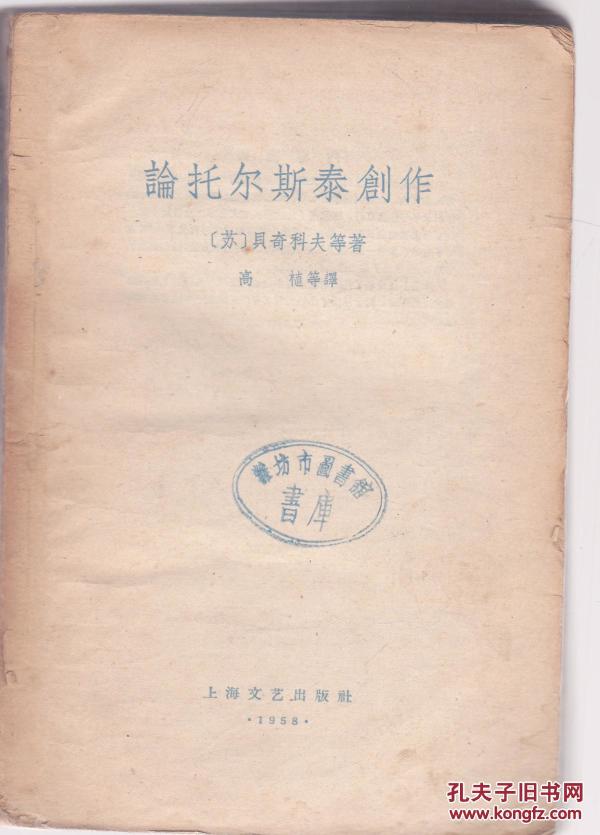 論托尔斯泰創作
〔苏〕貝奇科夫等著
高 植等譯
濰坊市圖書館
書庫
上海文艺出版社
·1958·
孔夫子旧书网
www.kongfz.com